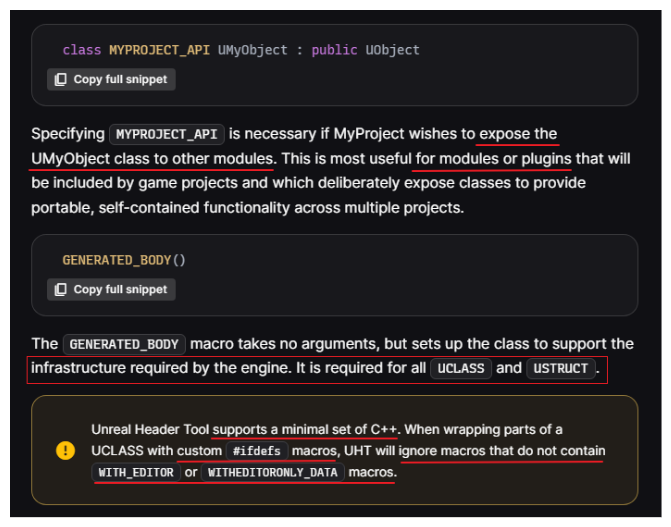 class MYPROJECT_API UMyObject : public UObject
Copy full snippet
Specifying MYPROJECT_API is necessary if MyProject wishes to expose the
UMyObject class to other modules. This is most useful for modules or plugins that will
be included by game projects and which deliberately expose classes to provide
portable, self-contained functionality across multiple projects.
GENERATED_BODY()
Copy full snippet
The GENERATED_BODY macro takes no arguments, but sets up the class to support the
infrastructure required by the engine. It is required for all UCLASS and USTRUCT.
Unreal Header Tool supports a minimal set of C++. When wrapping parts of a
UCLASS with custom #ifdefs macros, UHT will ignore macros that do not contain
WITH_EDITOR or WITHEDITORONLY_DATA macros.